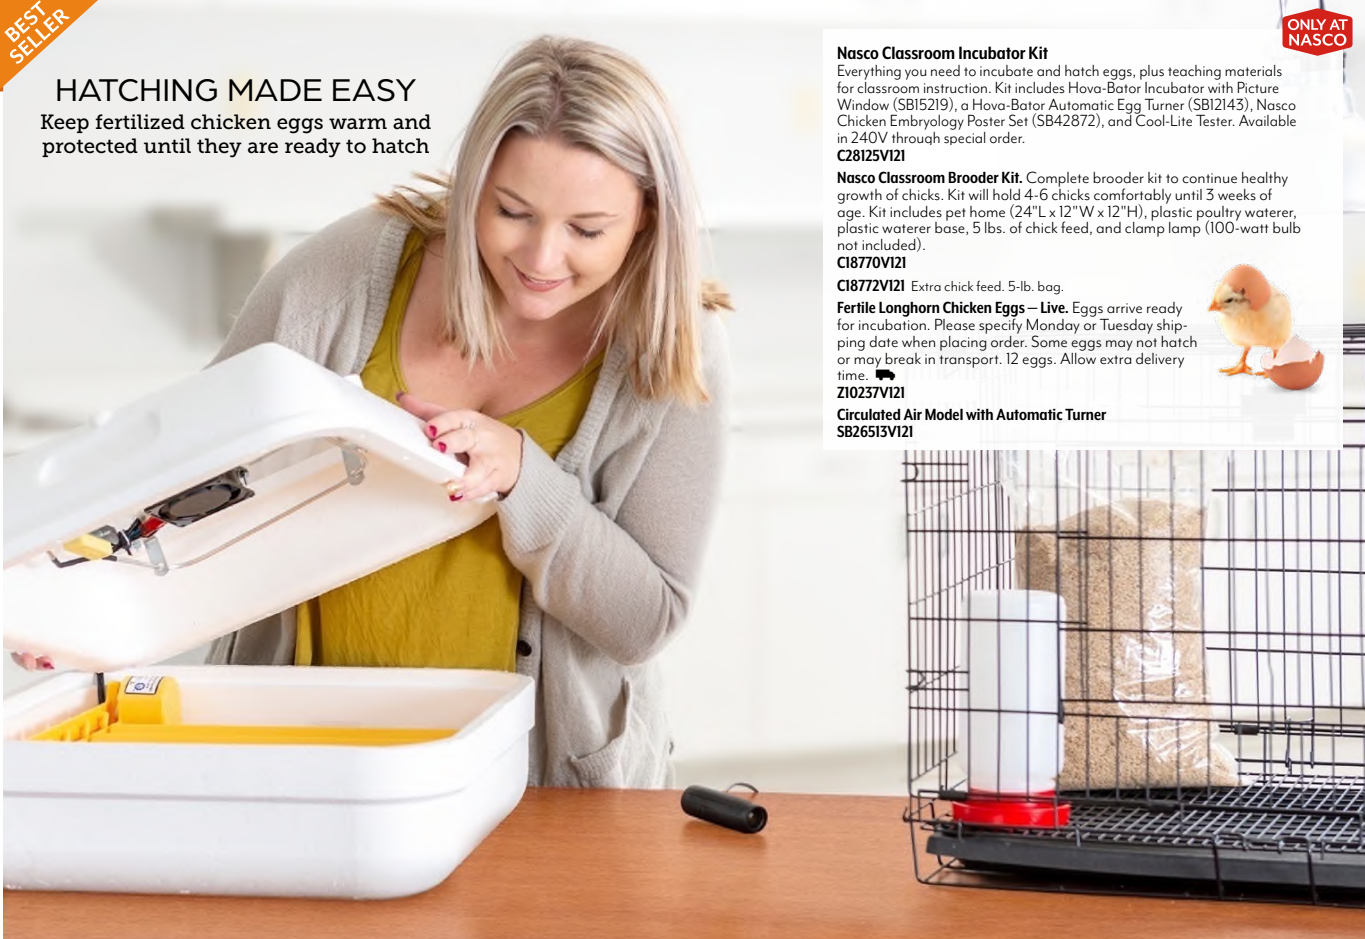 BEST
SELLER
HATCHING MADE EASY
Keep fertilized chicken eggs warm and
protected until they are ready to hatch
ONLY AT
NASCO
Nasco Classroom Incubator Kit
Everything you need to incubate and hatch eggs, plus teaching materials
for classroom instruction. Kit includes Hova-Bator Incubator with Picture
Window (SB15219), a Hova-Bator Automatic Egg Turner (SB12143), Nasco
Chicken Embryology Poster Set (SB42872), and Cool-Lite Tester. Available
in 240V through special order.
C28125V121
Nasco Classroom Brooder Kit. Complete brooder kit to continue healthy
growth of chicks. Kit will hold 4-6 chicks comfortably until 3 weeks of
age. Kit includes pet home (24"L x 12"W x 12"H), plastic poultry waterer,
plastic waterer base, 5 lbs. of chick feed, and clamp lamp (100-watt bulb
not included).
C18770V121
C18772V121 Extra chick feed. 5-lb. bag.
Fertile Longhorn Chicken Eggs — Live. Eggs arrive ready
for incubation. Please specify Monday or Tuesday ship-
ping date when placing order. Some eggs may not hatch
or may break in transport. 12 eggs. Allow extra delivery
time.
Z10237V121
Circulated Air Model with Automatic Turner
SB26513V121